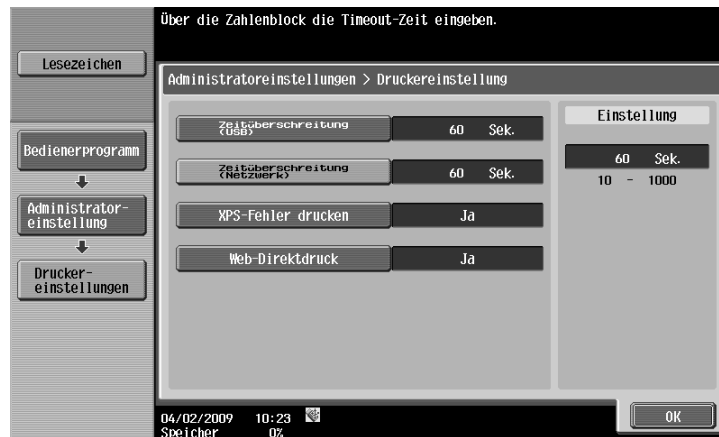 Über die Zahlenblock die Timeout-Zeit eingeben.
Lesezeichen
Administratoreinstellungen > Druckereinstellung
Bedienerprogramm
Administrator-
einstellung
Drucker-
einstellungen
Zeitüberschreitung
(USB)
60 Sek.
Zeitüberschreitung
(Netzwerk)
60 Sek.
XPS-Fehler drucken
Ja
Web-Direktdruck
Ja
Einstellung
60 Sek.
10 - 1000
04/02/2009 10:23
Speicher 0%
OK